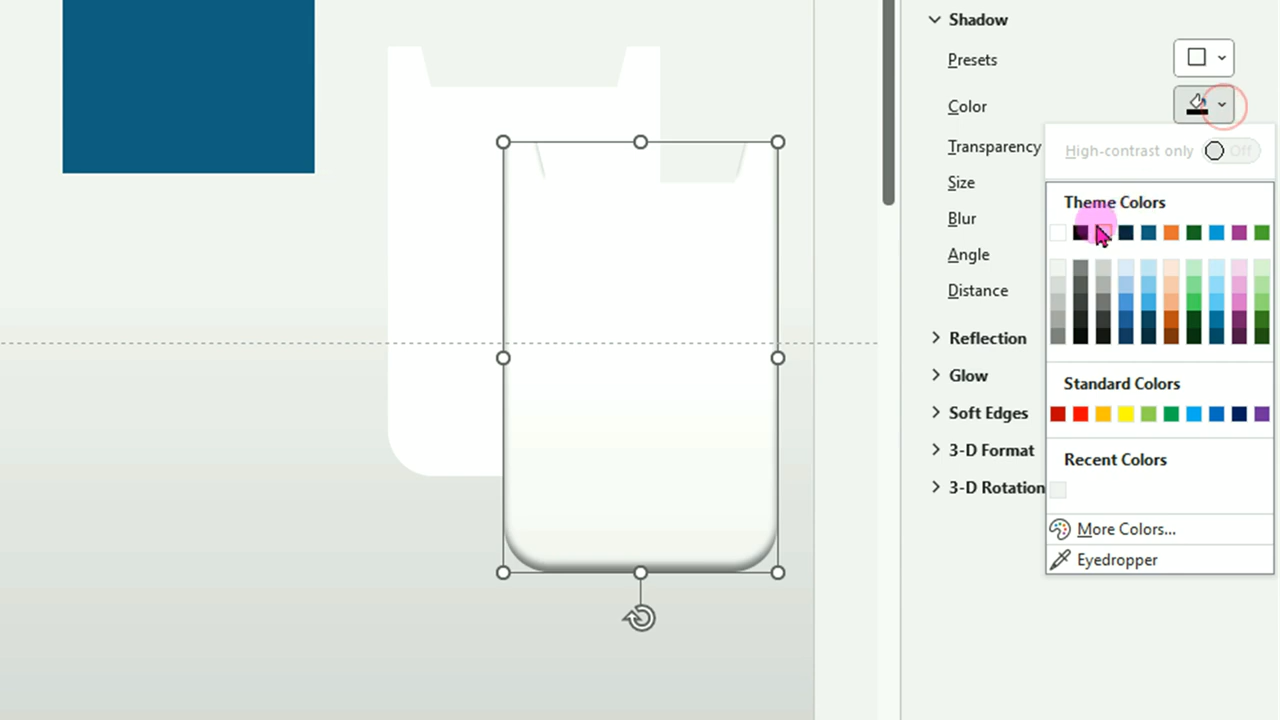 Shadow
Presets
Color
High-contrast only Off
Transparency
Theme Colors
Size
Blur
Angle
Distance
Reflection
Glow
Standard Colors
Soft Edges
3-D Format
Recent Colors
3-D Rotation
More Colors...
Eyedropper